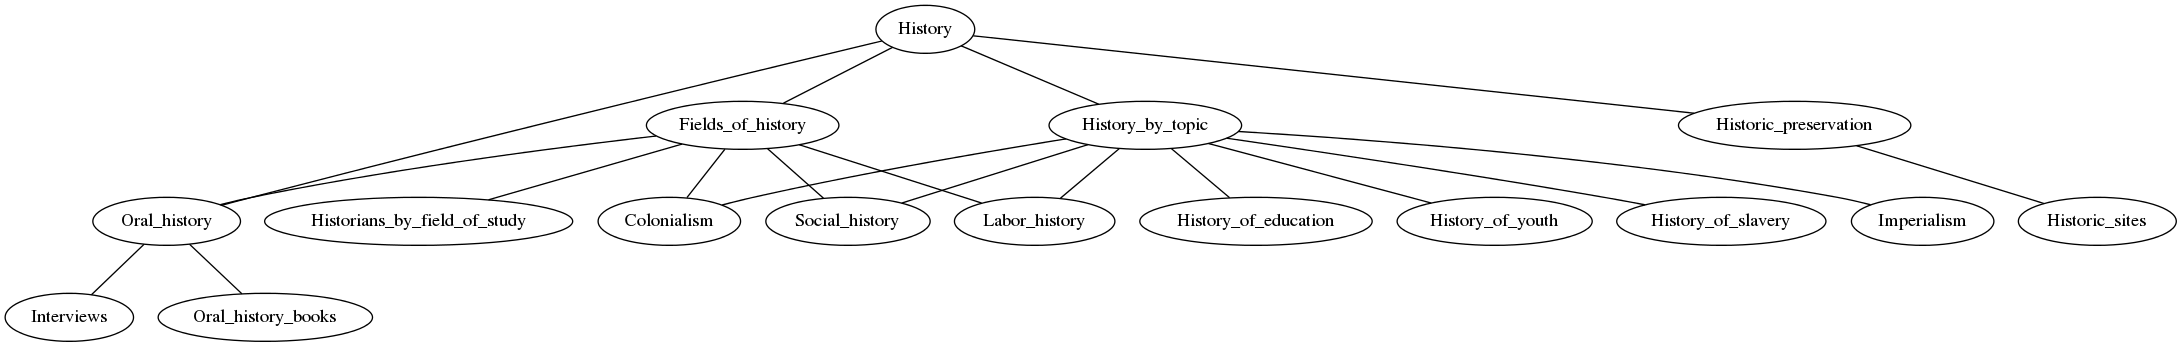 History
Fields_of_history
History_by_topic
Historic_preservation
Oral_history
Historians_by_field_of_study
Colonialism
Social_history
Labor_history
History_of_education
History_of_youth
History_of_slavery
Imperialism
Historic_sites
Interviews
Oral_history_books